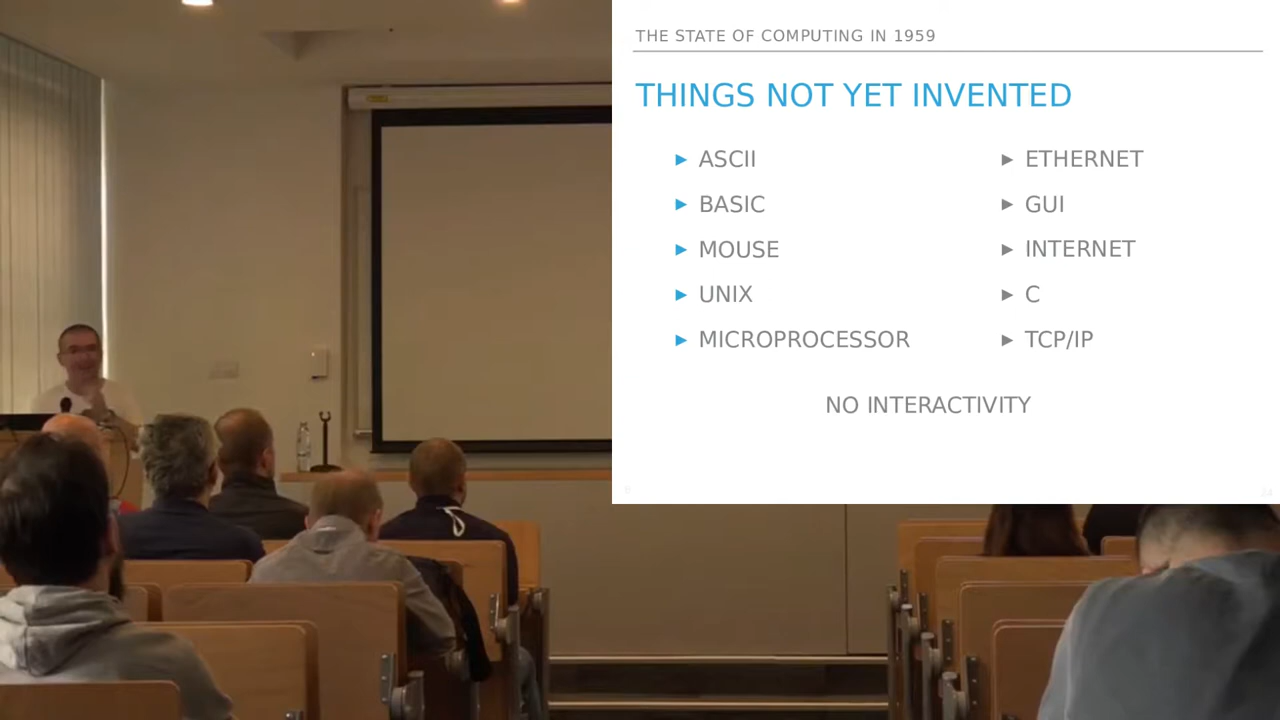 THE STATE OF COMPUTING IN 1959
THINGS NOT YET INVENTED
► ASCII
► BASIC
► MOUSE
► UNIX
► MICROPROCESSOR
► ETHERNET
► GUI
► INTERNET
► C
► TCP/IP
NO INTERACTIVITY